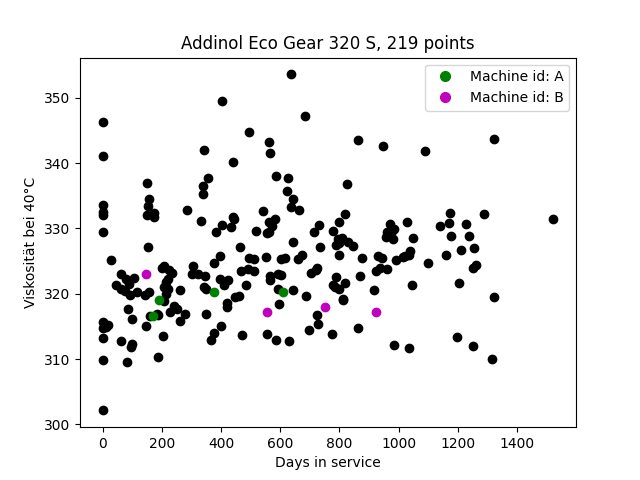 Addinol Eco Gear 320 S, 219 points
Machine id: A
Machine id: B
Viskosität bei 40°C
350
340
330
320
310
300
0 200 400 600 800 1000 1200 1400
Days in service